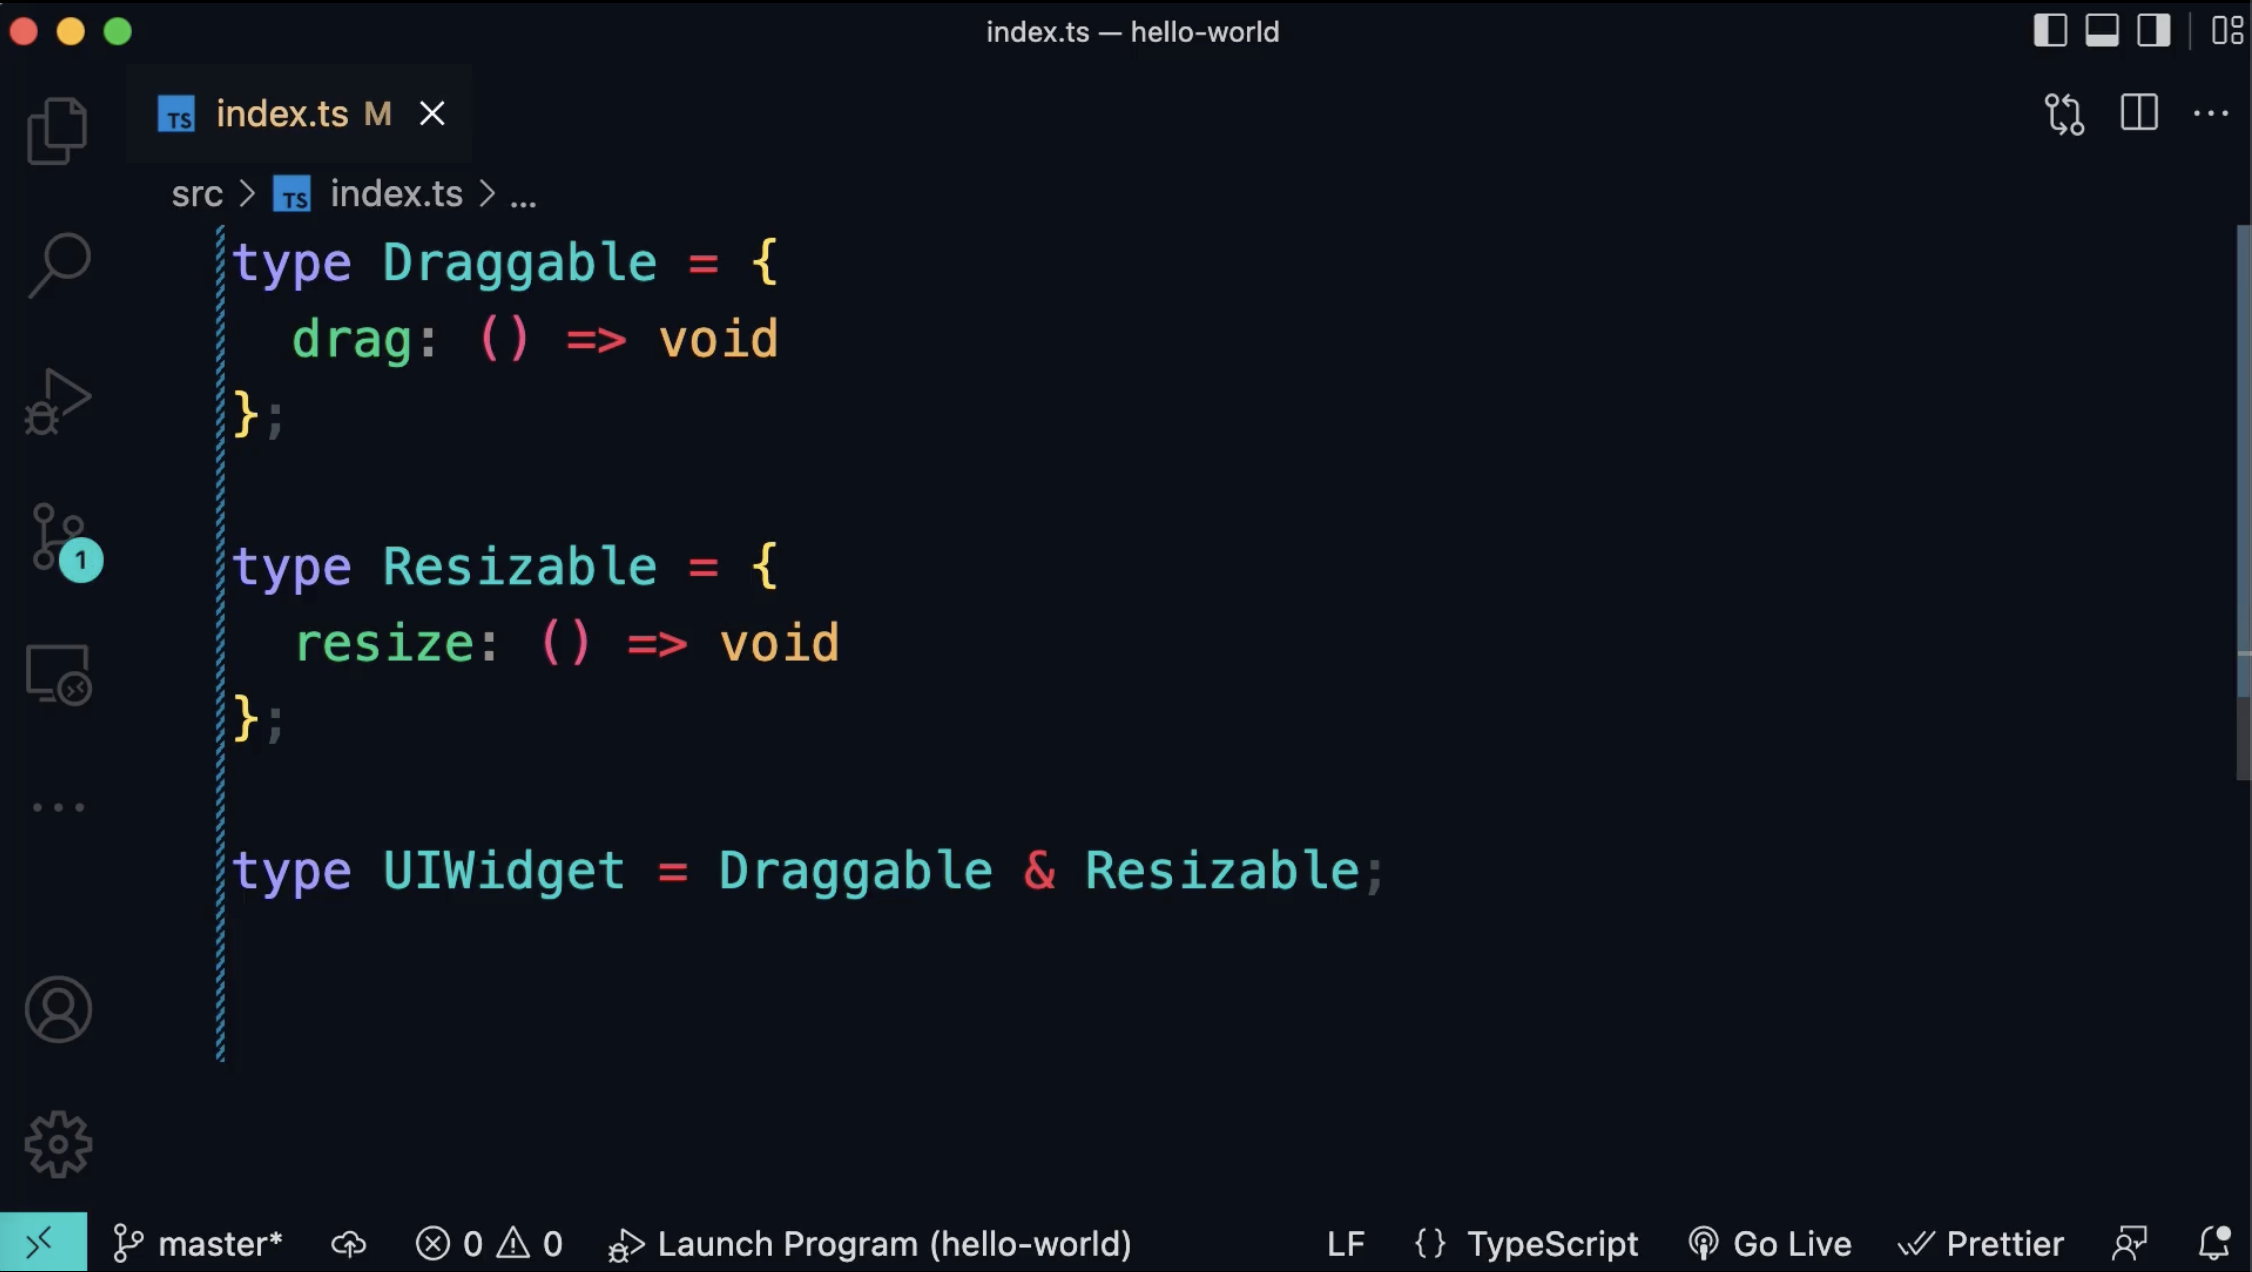 index.ts — hello-world
TS index.ts M
src > TS index.ts > ...
type Draggable = {
  drag: () => void
};
type Resizable = {
  resize: () => void
};
type UIWidget = Draggable & Resizable;
1
master* 0 0 Launch Program (hello-world) LF {} TypeScript Go Live Prettier